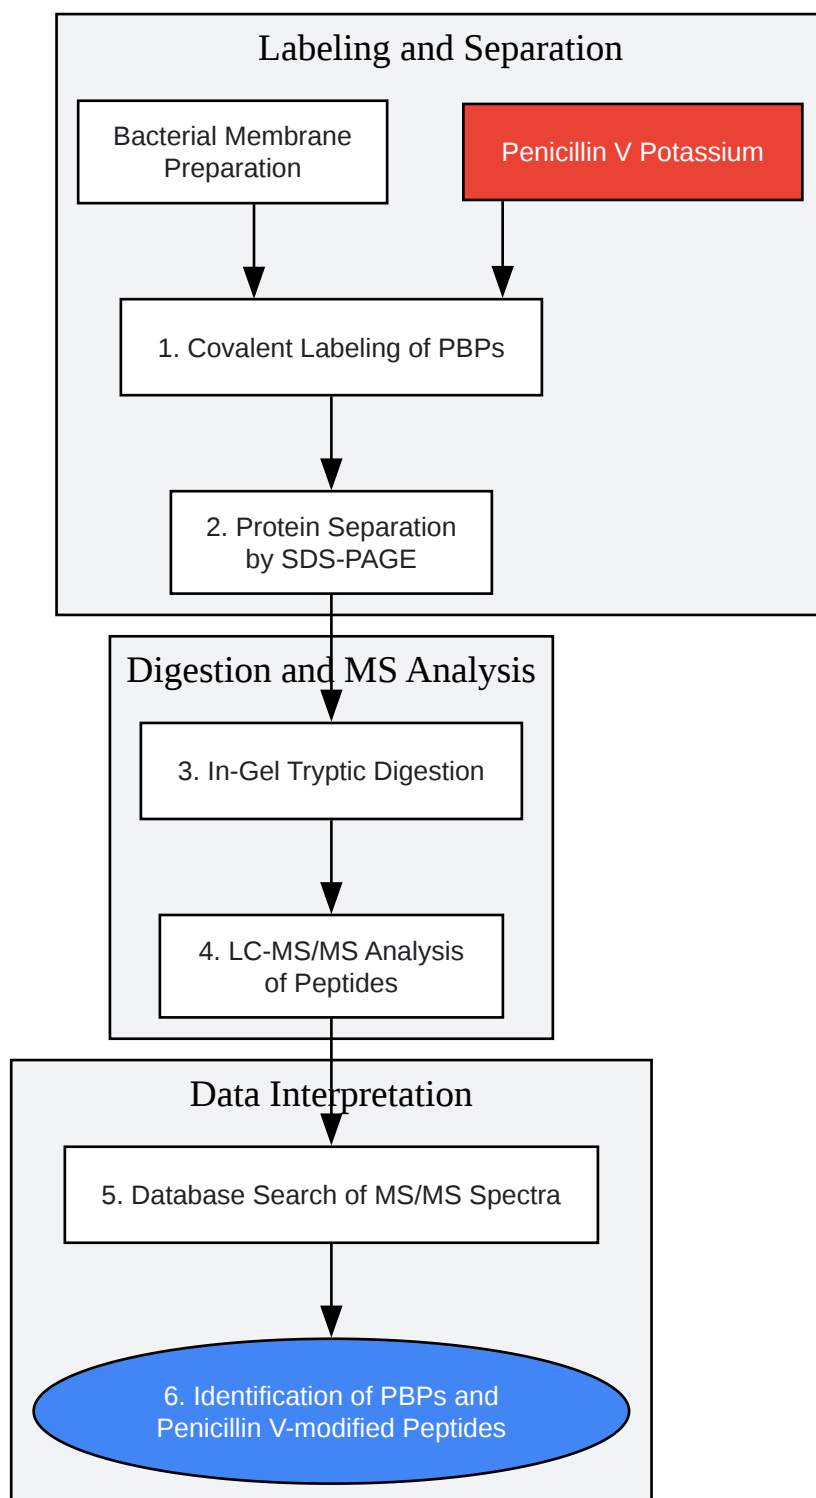 Labeling and Separation
Bacterial Membrane
Preparation
Penicillin V Potassium
1. Covalent Labeling of PBPs
2. Protein Separation
by SDS-PAGE
Digestion and MS Analysis
3. In-Gel Tryptic Digestion
4. LC-MS/MS Analysis
of Peptides
Data Interpretation
5. Database Search of MS/MS Spectra
6. Identification of PBPs and
Penicillin V-modified Peptides